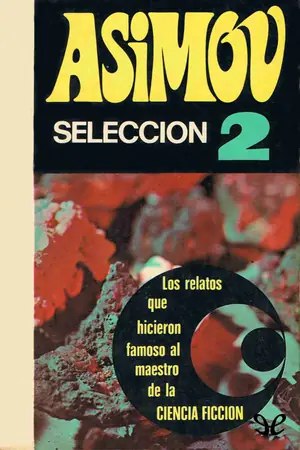 ASIMOV
SELECCION 2
Los relatos
que
hicieron
famoso al
maestro
de la
CIENCIA FICCION